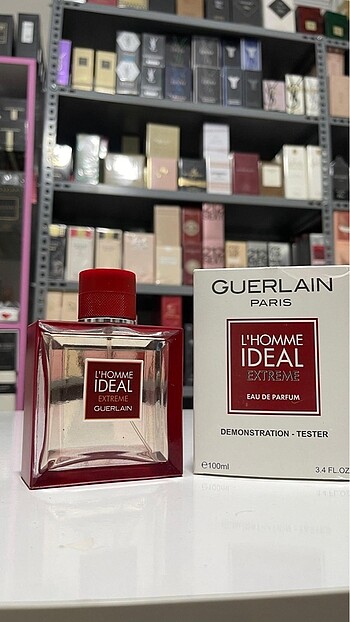 L'HOMME
IDEAL
EXTREME
GUERLAIN
GUERLAIN
PARIS
L'HOMME
IDEAL
EXTREME
EAU DE PARFUM
DEMONSTRATION - TESTER
℮100ml
3.4 FL.OZ